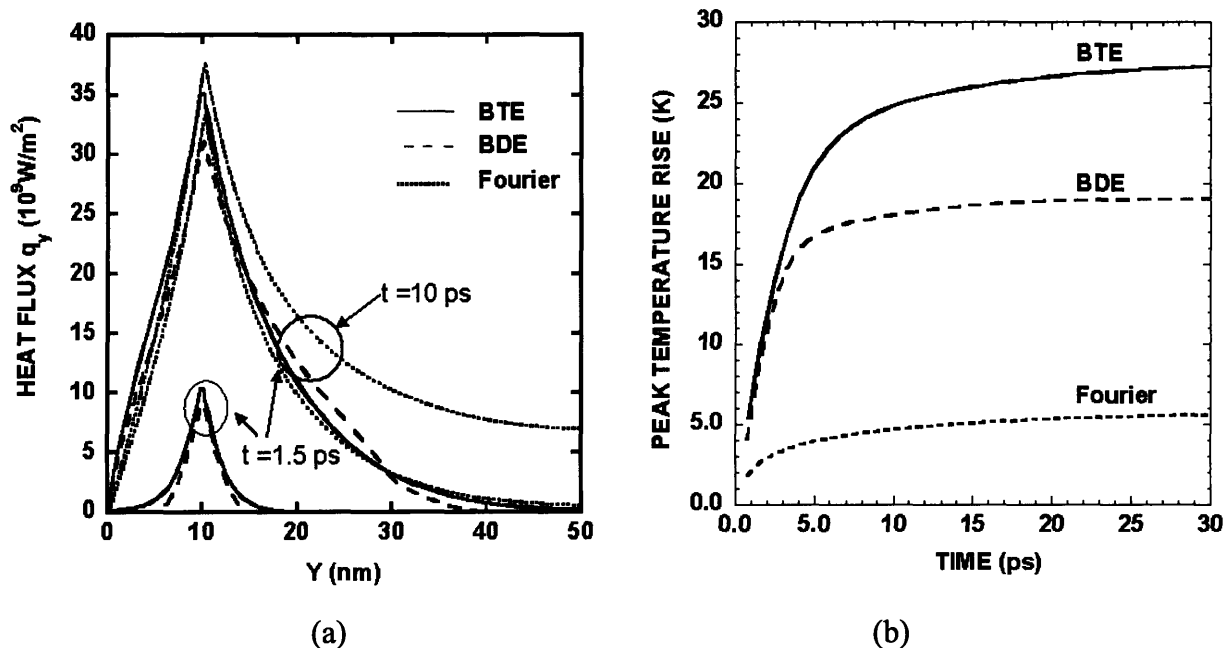 HEAT FLUX q_y (10^9 W/m^2)
40
35
30
25
20
15
10
5
0
0 10 20 30 40 50
Y (nm)
BTE
BDE
Fourier
t =10 ps
t =1.5 ps
(a)
PEAK TEMPERATURE RISE (K)
30
25
20
15
10
5.0
0.0
0.0 5.0 10 15 20 25 30
TIME (ps)
BTE
BDE
Fourier
(b)